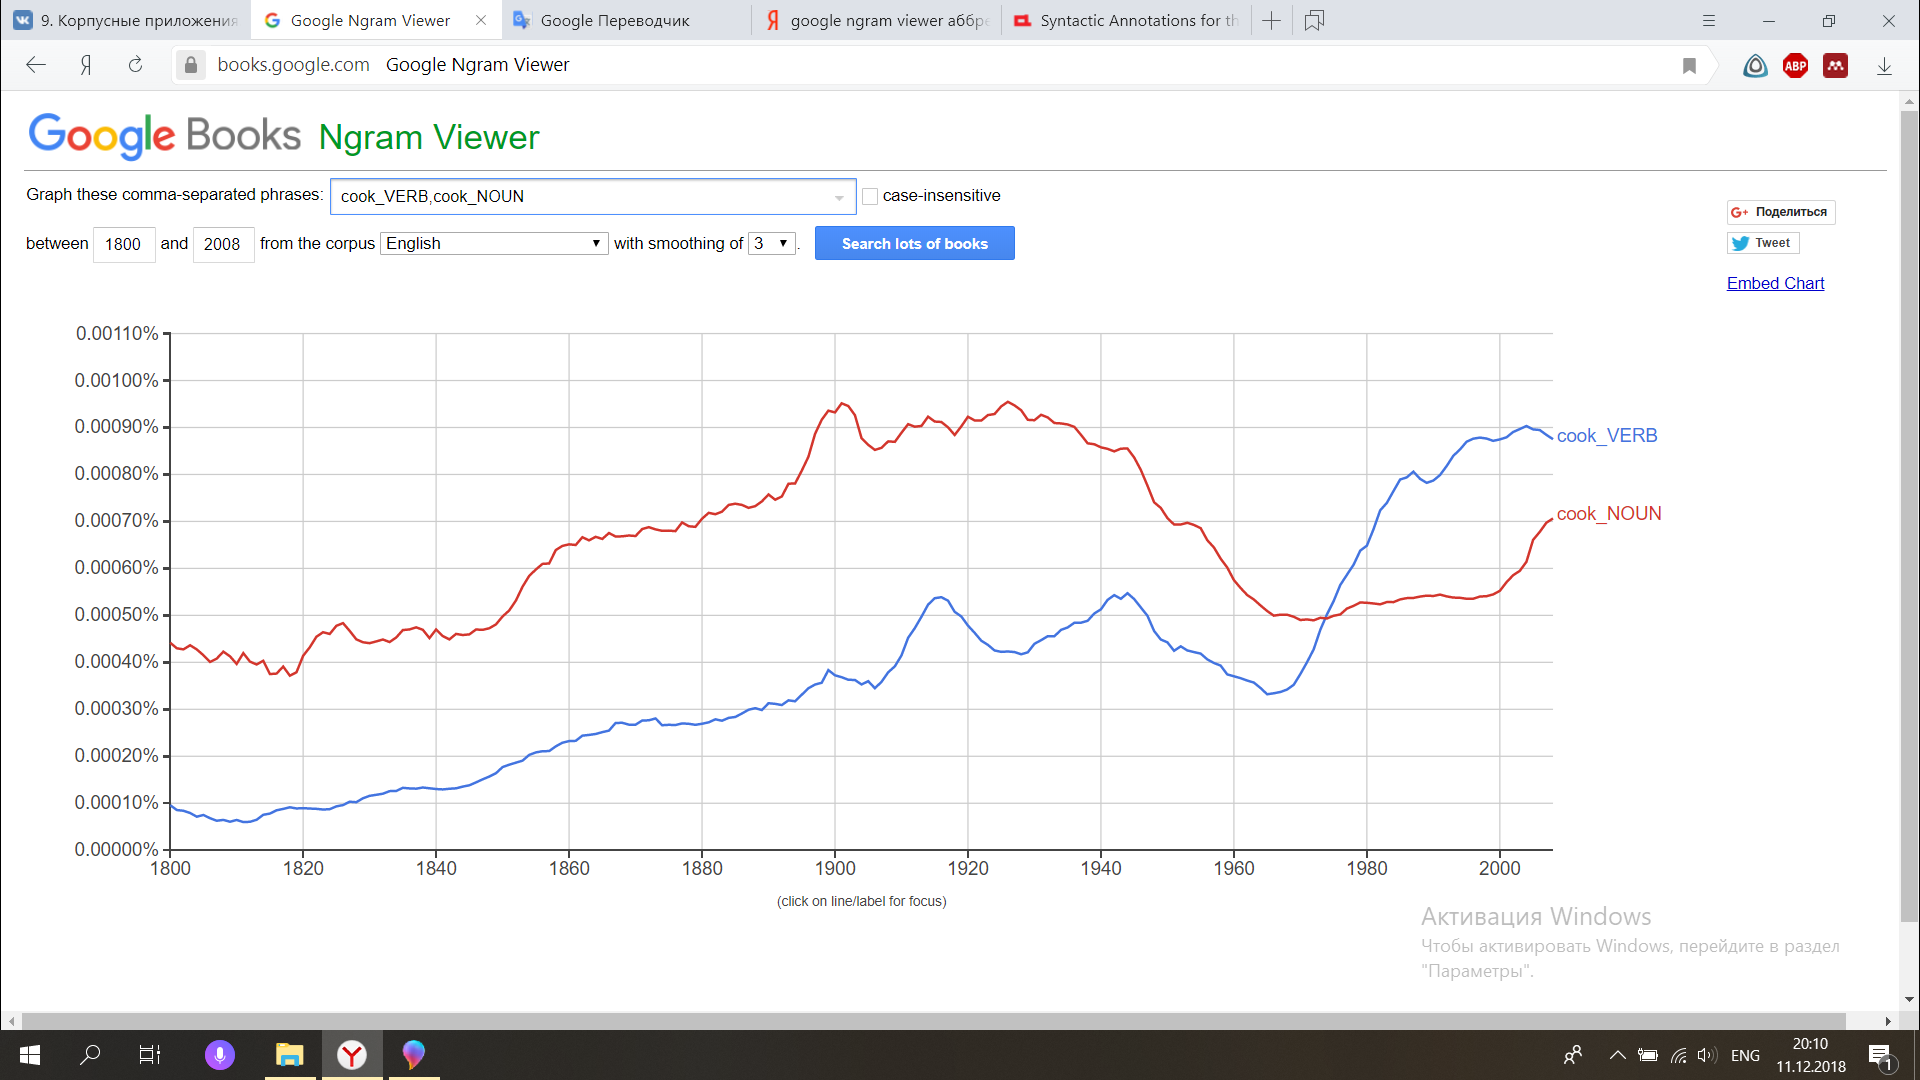 9. Корпусные приложения
Google Ngram Viewer
Google Переводчик
google ngram viewer аббре
Syntactic Annotations for th
books.google.com Google Ngram Viewer
ABP
Google Books Ngram Viewer
Graph these comma-separated phrases: cook_VERB,cook_NOUN case-insensitive
between 1800 and 2008 from the corpus English with smoothing of 3 . Search lots of books
G+ Поделиться
Tweet
Embed Chart
0.00110%
0.00100%
0.00090%
0.00080%
0.00070%
0.00060%
0.00050%
0.00040%
0.00030%
0.00020%
0.00010%
0.00000%
cook_VERB
cook_NOUN
1800 1820 1840 1860 1880 1900 1920 1940 1960 1980 2000
(click on line/label for focus)
Активация Windows
Чтобы активировать Windows, перейдите в раздел
"Параметры".
ENG
20:10
11.12.2018
1